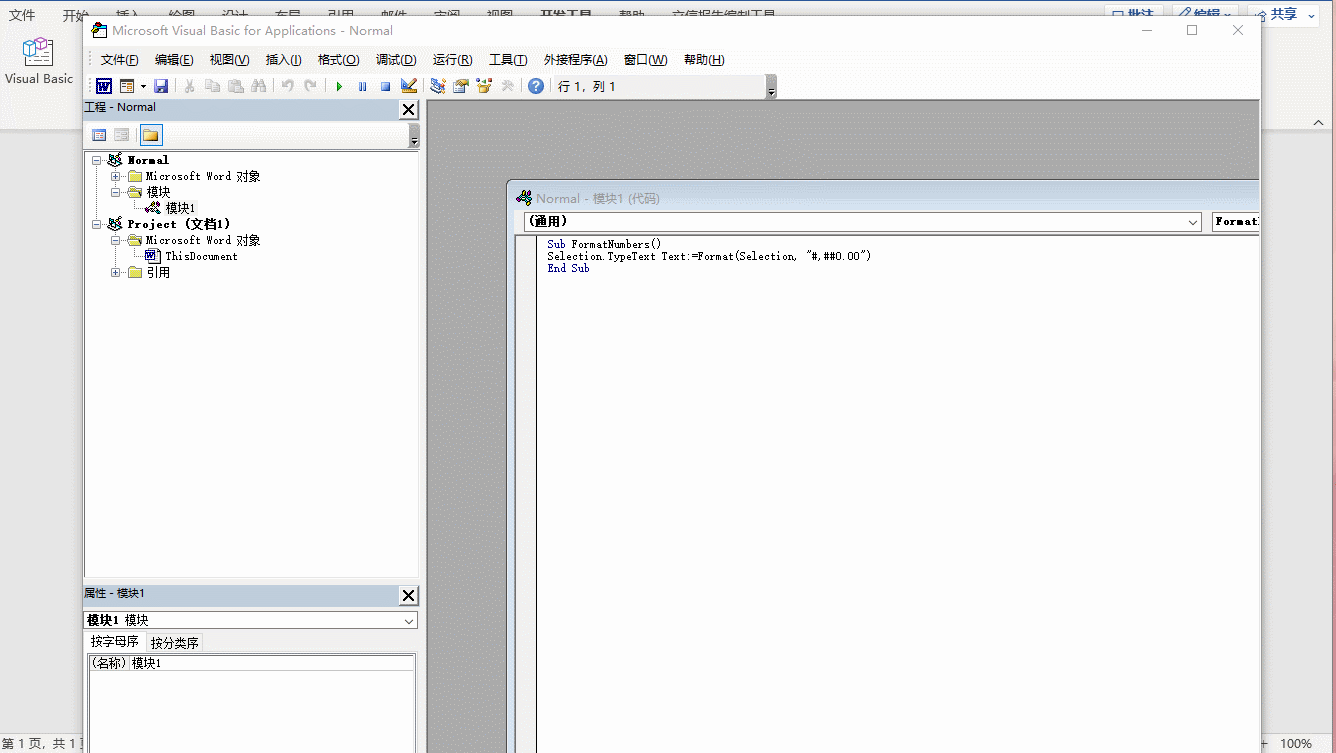 文件 开始 插入 绘图 设计 布局 引用 邮件 审阅 视图 开发工具 帮助 立信报告编制工具 批注 编辑 共享
Visual Basic
Microsoft Visual Basic for Applications - Normal
文件(F) 编辑(E) 视图(V) 插入(I) 格式(O) 调试(D) 运行(R) 工具(T) 外接程序(A) 窗口(W) 帮助(H)
行 1, 列 1
工程 - Normal
Normal
Microsoft Word 对象
模块
模块1
Project (文档1)
Microsoft Word 对象
ThisDocument
引用
Normal - 模块1 (代码)
(通用) Format
Sub FormatNumbers()
Selection.TypeText Text:=Format(Selection, "#,##0.00")
End Sub
属性 - 模块1
模块1 模块
按字母序 按分类序
(名称) 模块1
第 1 页, 共 1 100%